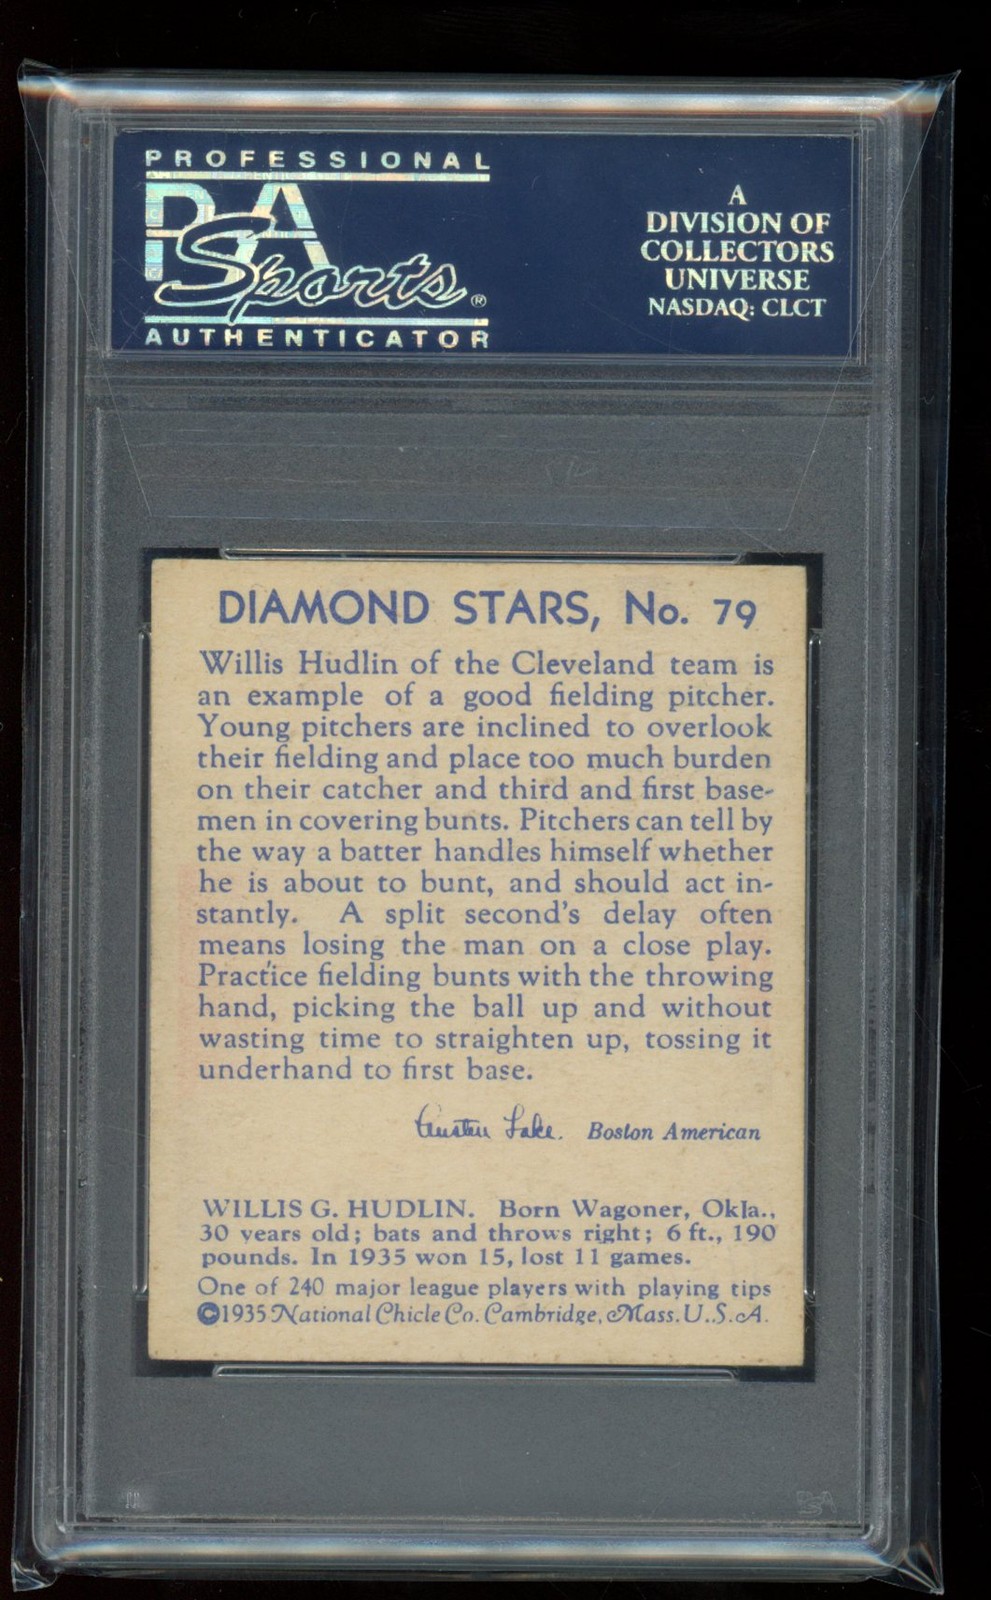 PROFESSIONAL
PSA
Sports ®
AUTHENTICATOR
A
DIVISION OF
COLLECTORS
UNIVERSE
NASDAQ: CLCT
DIAMOND STARS, No. 79
Willis Hudlin of the Cleveland team is
an example of a good fielding pitcher.
Young pitchers are inclined to overlook
their fielding and place too much burden
on their catcher and third and first base-
men in covering bunts. Pitchers can tell by
the way a batter handles himself whether
he is about to bunt, and should act in-
stantly. A split second's delay often
means losing the man on a close play.
Practice fielding bunts with the throwing
hand, picking the ball up and without
wasting time to straighten up, tossing it
underhand to first base.
Austen Lake. Boston American
WILLIS G. HUDLIN. Born Wagoner, Okla.,
30 years old; bats and throws right; 6 ft., 190
pounds. In 1935 won 15, lost 11 games.
One of 240 major league players with playing tips
©1935 National Chicle Co. Cambridge, Mass. U..S.A.
PSA